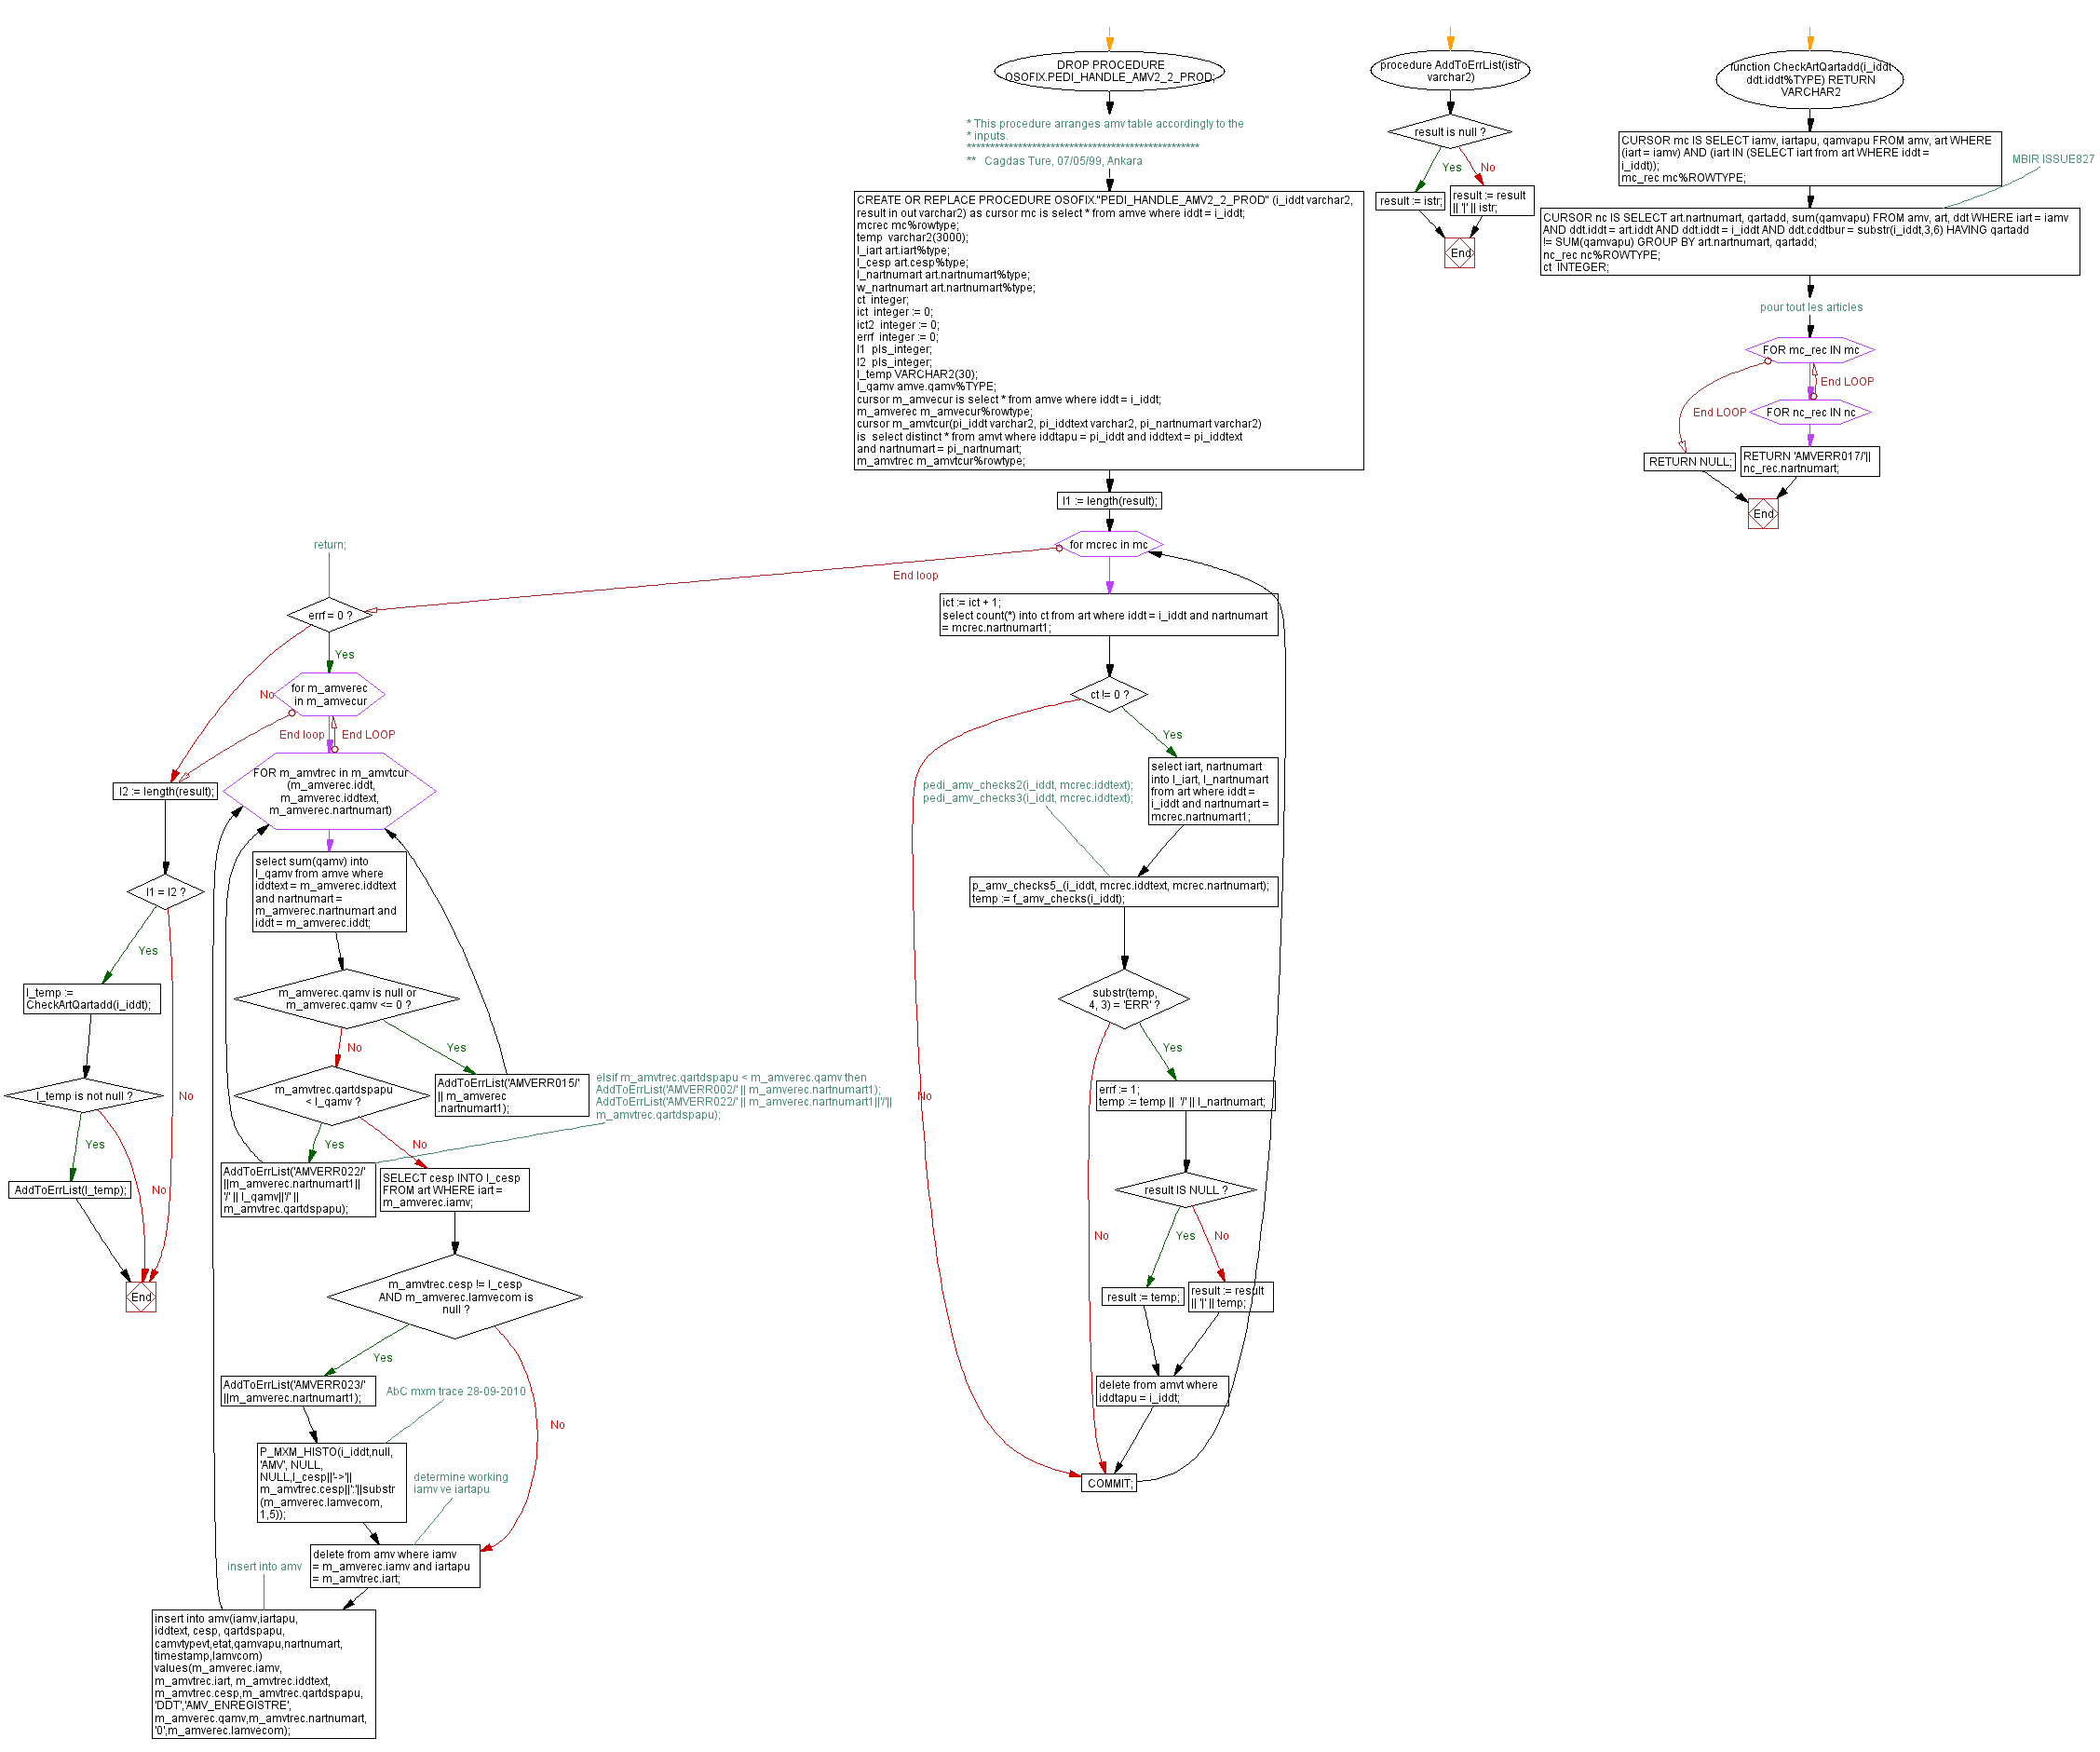 DROP PROCEDURE
OSOFIX.PEDI_HANDLE_AMV2_2_PROD;
* This procedure arranges amv table accordingly to the
* inputs.
**************************************************
**   Cagdas Ture, 07/05/99, Ankara
CREATE OR REPLACE PROCEDURE OSOFIX."PEDI_HANDLE_AMV2_2_PROD" (i_iddt varchar2,
result in out varchar2) as cursor mc is select * from amve where iddt = i_iddt;
mcrec mc%rowtype;
temp  varchar2(3000);
l_iart art.iart%type;
l_cesp art.cesp%type;
l_nartnumart art.nartnumart%type;
w_nartnumart art.nartnumart%type;
ct  integer;
ict  integer := 0;
ict2  integer := 0;
errf  integer := 0;
l1  pls_integer;
l2  pls_integer;
l_temp VARCHAR2(30);
l_qamv amve.qamv%TYPE;
cursor m_amvecur is select * from amve where iddt = i_iddt;
m_amverec m_amvecur%rowtype;
cursor m_amvtcur(pi_iddt varchar2, pi_iddtext varchar2, pi_nartnumart varchar2)
is  select distinct * from amvt where iddtapu = pi_iddt and iddtext = pi_iddtext
and nartnumart = pi_nartnumart;
m_amvtrec m_amvtcur%rowtype;
l1 := length(result);
for mcrec in mc
End loop
ict := ict + 1;
select count(*) into ct from art where iddt = i_iddt and nartnumart
= mcrec.nartnumart1;
ct != 0 ?
Yes
No
select iart, nartnumart
into l_iart, l_nartnumart
from art where iddt =
i_iddt and nartnumart =
mcrec.nartnumart1;
pedi_amv_checks2(i_iddt, mcrec.iddtext);
pedi_amv_checks3(i_iddt, mcrec.iddtext);
p_amv_checks5_(i_iddt, mcrec.iddtext, mcrec.nartnumart);
temp := f_amv_checks(i_iddt);
substr(temp,
4, 3) = 'ERR' ?
Yes
No
errf := 1;
temp := temp ||  '/' || l_nartnumart;
result IS NULL ?
Yes
No
result := temp;
result := result
|| '|' || temp;
delete from amvt where
iddtapu = i_iddt;
COMMIT;
return;
errf = 0 ?
Yes
No
for m_amverec
in m_amvecur
End loop
End LOOP
FOR m_amvtrec in m_amvtcur
(m_amverec.iddt,
m_amverec.iddtext,
m_amverec.nartnumart)
l2 := length(result);
l1 = l2 ?
Yes
No
l_temp :=
CheckArtQartadd(i_iddt);
l_temp is not null ?
Yes
No
AddToErrList(l_temp);
End
select sum(qamv) into
l_qamv from amve where
iddtext = m_amverec.iddtext
and nartnumart =
m_amverec.nartnumart and
iddt = m_amverec.iddt;
m_amverec.qamv is null or
m_amverec.qamv <= 0 ?
Yes
No
AddToErrList('AMVERR015/'
|| m_amverec
.nartnumart1);
m_amvtrec.qartdspapu
< l_qamv ?
Yes
No
elsif m_amvtrec.qartdspapu < m_amverec.qamv then
AddToErrList('AMVERR002/' || m_amverec.nartnumart1);
AddToErrList('AMVERR022/' || m_amverec.nartnumart1||'/'||
m_amvtrec.qartdspapu);
AddToErrList('AMVERR022/'
||m_amverec.nartnumart1||
'/' || l_qamv||'/' ||
m_amvtrec.qartdspapu);
SELECT cesp INTO l_cesp
FROM art WHERE iart =
m_amverec.iamv;
m_amvtrec.cesp != l_cesp
AND m_amverec.lamvecom is
null ?
Yes
No
AddToErrList('AMVERR023/'
||m_amverec.nartnumart1);
AbC mxm trace 28-09-2010
P_MXM_HISTO(i_iddt,null,
'AMV', NULL,
NULL,l_cesp||'->'||
m_amvtrec.cesp||':'||substr
(m_amverec.lamvecom,
1,5));
determine working
iamv ve iartapu
delete from amv where iamv
= m_amverec.iamv and iartapu
= m_amvtrec.iart;
insert into amv
insert into amv(iamv,iartapu,
iddtext, cesp, qartdspapu,
camvtypevt,etat,qamvapu,nartnumart,
timestamp,lamvcom)
values(m_amverec.iamv,
m_amvtrec.iart, m_amvtrec.iddtext,
m_amvtrec.cesp,m_amvtrec.qartdspapu,
'DDT','AMV_ENREGISTRE',
m_amverec.qamv,m_amvtrec.nartnumart,
'0',m_amverec.lamvecom);
procedure AddToErrList(istr
varchar2)
result is null ?
Yes
No
result := istr;
result := result
|| '|' || istr;
End
function CheckArtQartadd(i_iddt
ddt.iddt%TYPE) RETURN
VARCHAR2
CURSOR mc IS SELECT iamv, iartapu, qamvapu FROM amv, art WHERE
(iart = iamv) AND (iart IN (SELECT iart from art WHERE iddt =
i_iddt));
mc_rec mc%ROWTYPE;
MBIR ISSUE827
CURSOR nc IS SELECT art.nartnumart, qartadd, sum(qamvapu) FROM amv, art, ddt WHERE iart = iamv
AND ddt.iddt = art.iddt AND ddt.iddt = i_iddt AND ddt.cddtbur = substr(i_iddt,3,6) HAVING qartadd
!= SUM(qamvapu) GROUP BY art.nartnumart, qartadd;
nc_rec nc%ROWTYPE;
ct  INTEGER;
pour tout les articles
FOR mc_rec IN mc
End LOOP
End LOOP
FOR nc_rec IN nc
RETURN NULL;
RETURN 'AMVERR017/'||
nc_rec.nartnumart;
End